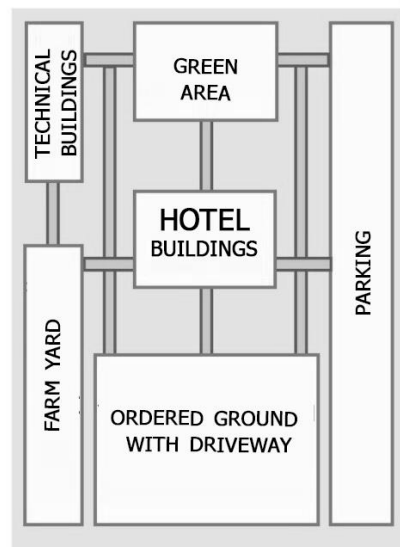 TECHNICAL
BUILDINGS
GREEN
AREA
HOTEL
BUILDINGS
PARKING
FARM YARD
ORDERED GROUND
WITH DRIVEWAY